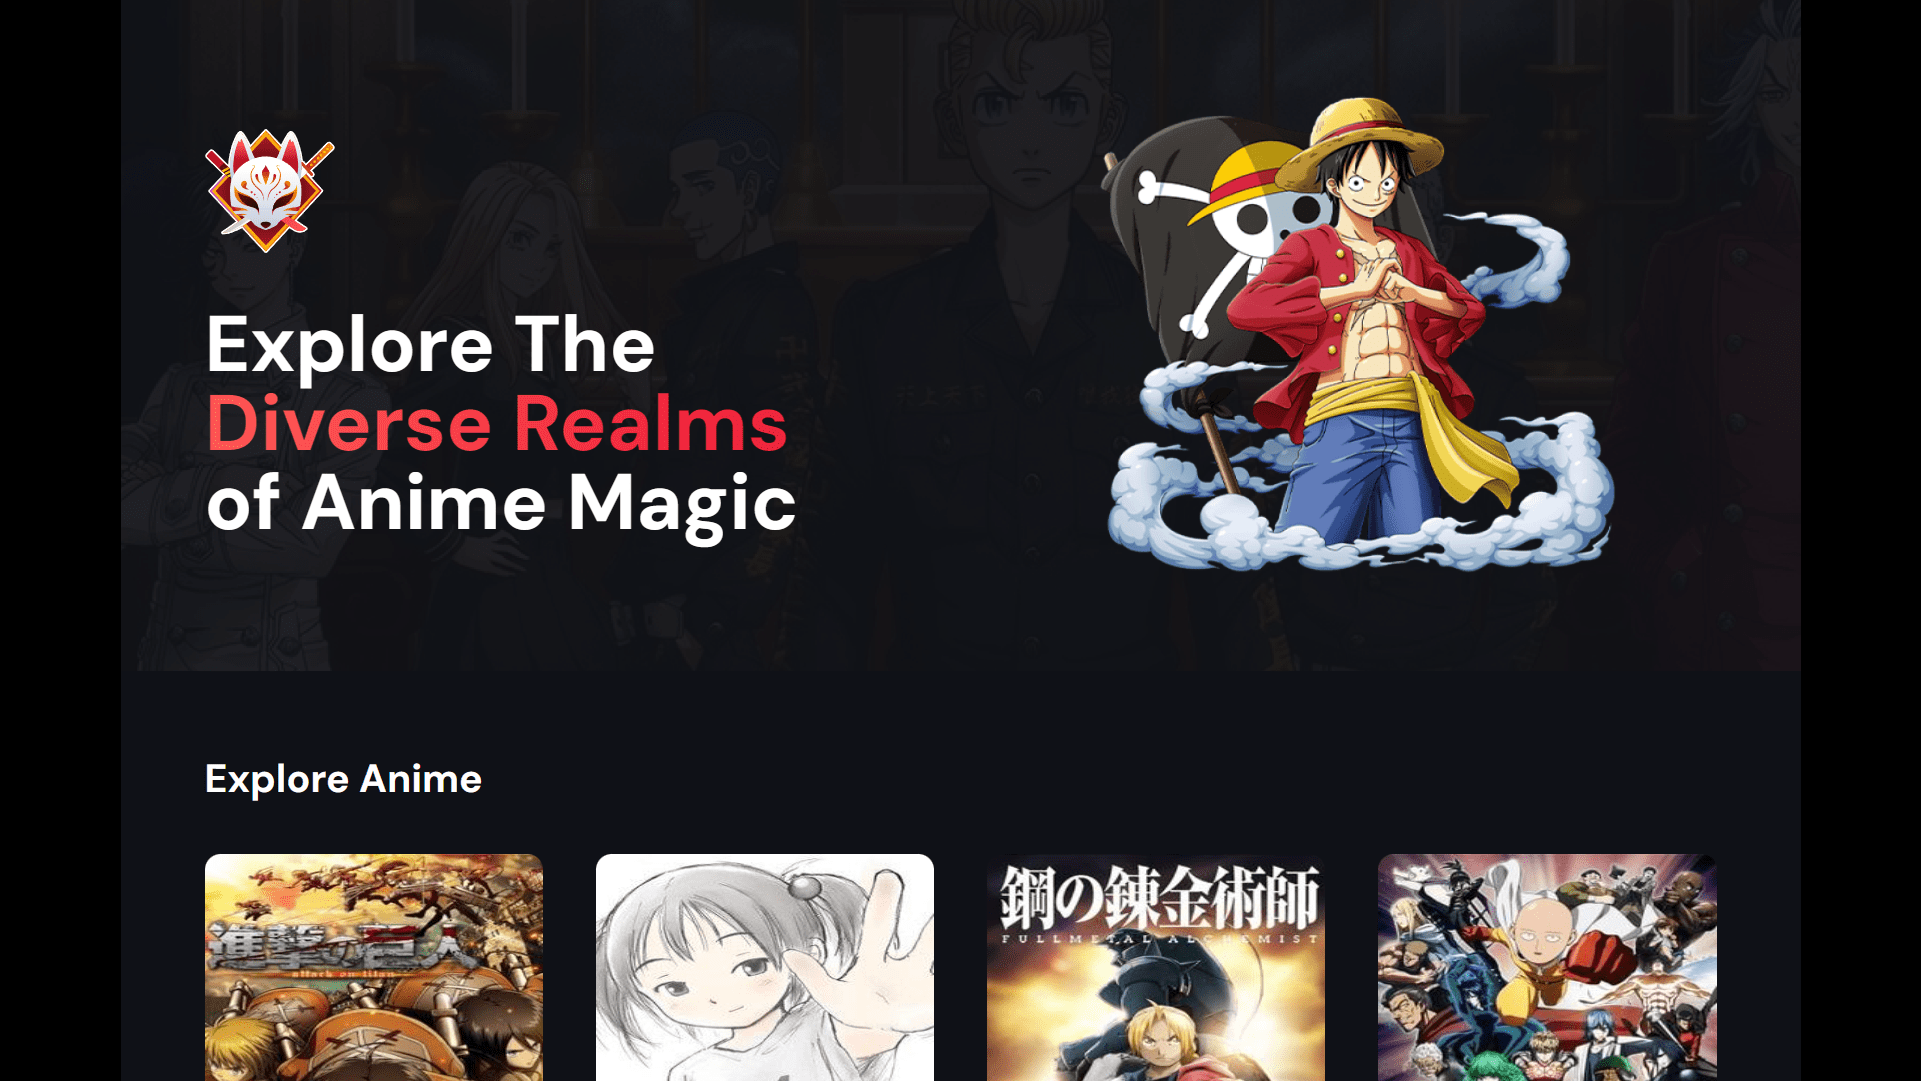 Explore The
Diverse Realms
of Anime Magic
Explore Anime
進撃の巨人
attack on titan
鋼の錬金術師
FULLMETAL ALCHEMIST